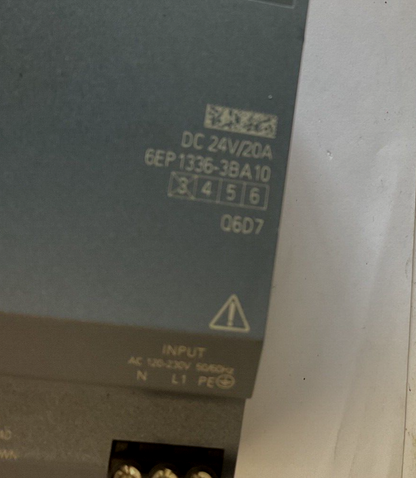 DC 24V/20A
6EP1336-3BA10
3 4 5 6
Q6D7
INPUT
AC 120-230V 50/60Hz
N L1 PE